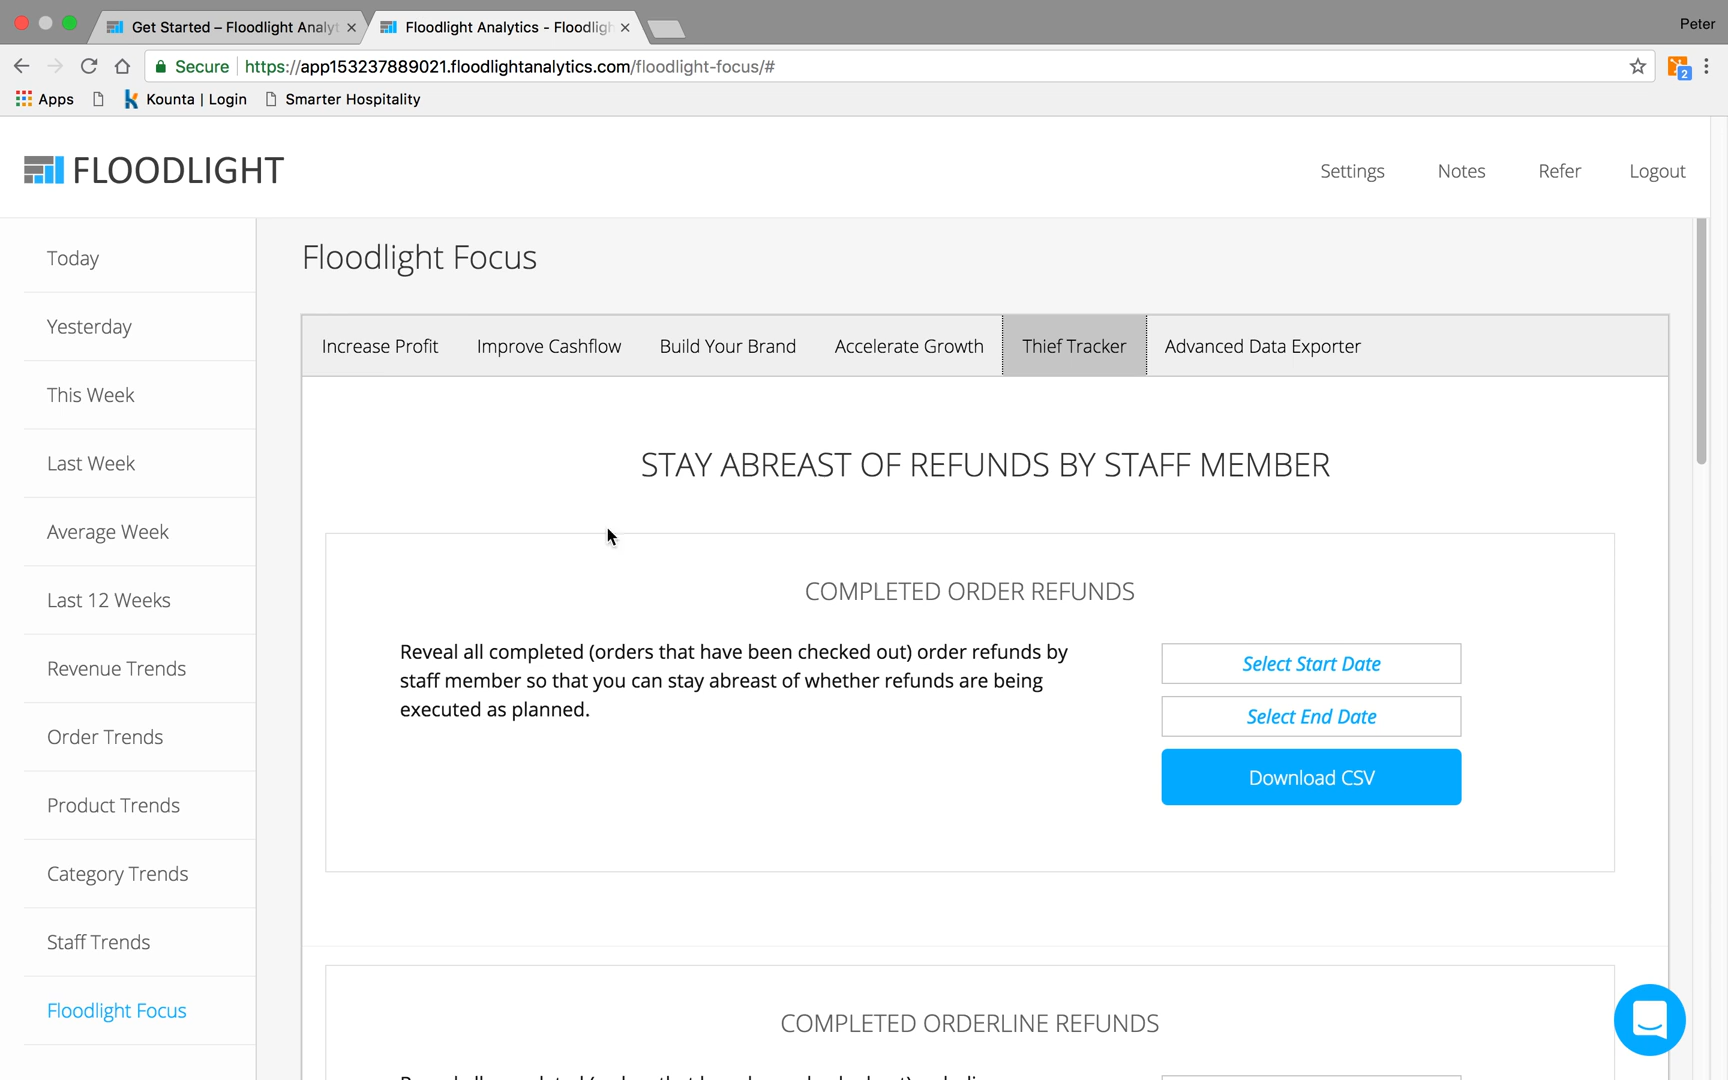 Get Started – Floodlight Analyt
Floodlight Analytics - Floodligh
Peter
Secure
https://app153237889021.floodlightanalytics.com/floodlight-focus/#
2
Apps
Kounta | Login
Smarter Hospitality
FLOODLIGHT
Settings
Notes
Refer
Logout
Today
Yesterday
This Week
Last Week
Average Week
Last 12 Weeks
Revenue Trends
Order Trends
Product Trends
Category Trends
Staff Trends
Floodlight Focus
Floodlight Focus
Increase Profit
Improve Cashflow
Build Your Brand
Accelerate Growth
Thief Tracker
Advanced Data Exporter
STAY ABREAST OF REFUNDS BY STAFF MEMBER
COMPLETED ORDER REFUNDS
Reveal all completed (orders that have been checked out) order refunds by
staff member so that you can stay abreast of whether refunds are being
executed as planned.
Select Start Date
Select End Date
Download CSV
COMPLETED ORDERLINE REFUNDS